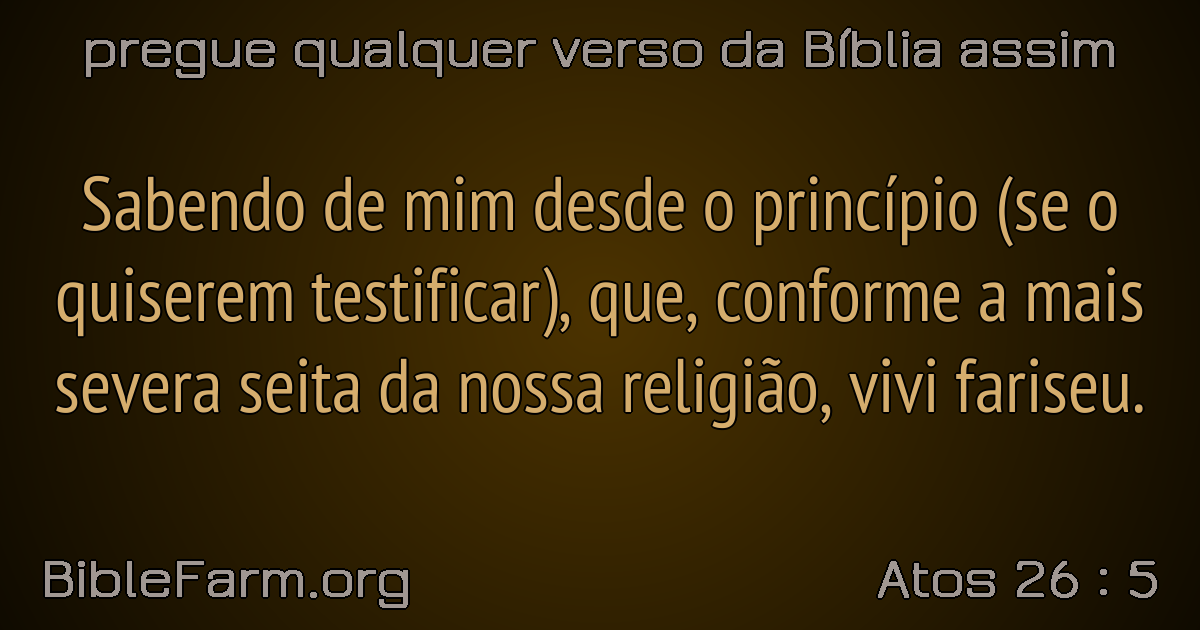 pregue qualquer verso da Bíblia assim
Sabendo de mim desde o princípio (se o
quiserem testificar), que, conforme a mais
severa seita da nossa religião, vivi fariseu.
BibleFarm.org
Atos 26 : 5